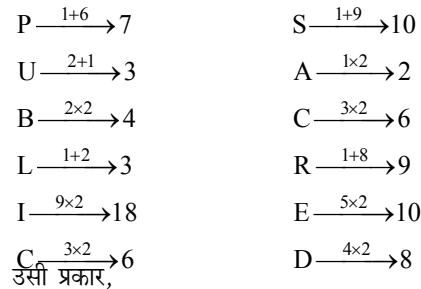 P —1+6→ 7    S —1+9→ 10
U —2+1→ 3    A —1×2→ 2
B —2×2→ 4    C —3×2→ 6
L —1+2→ 3    R —1+8→ 9
I —9×2→ 18    E —5×2→ 10
C —3×2→ 6    D —4×2→ 8
उसी प्रकार,